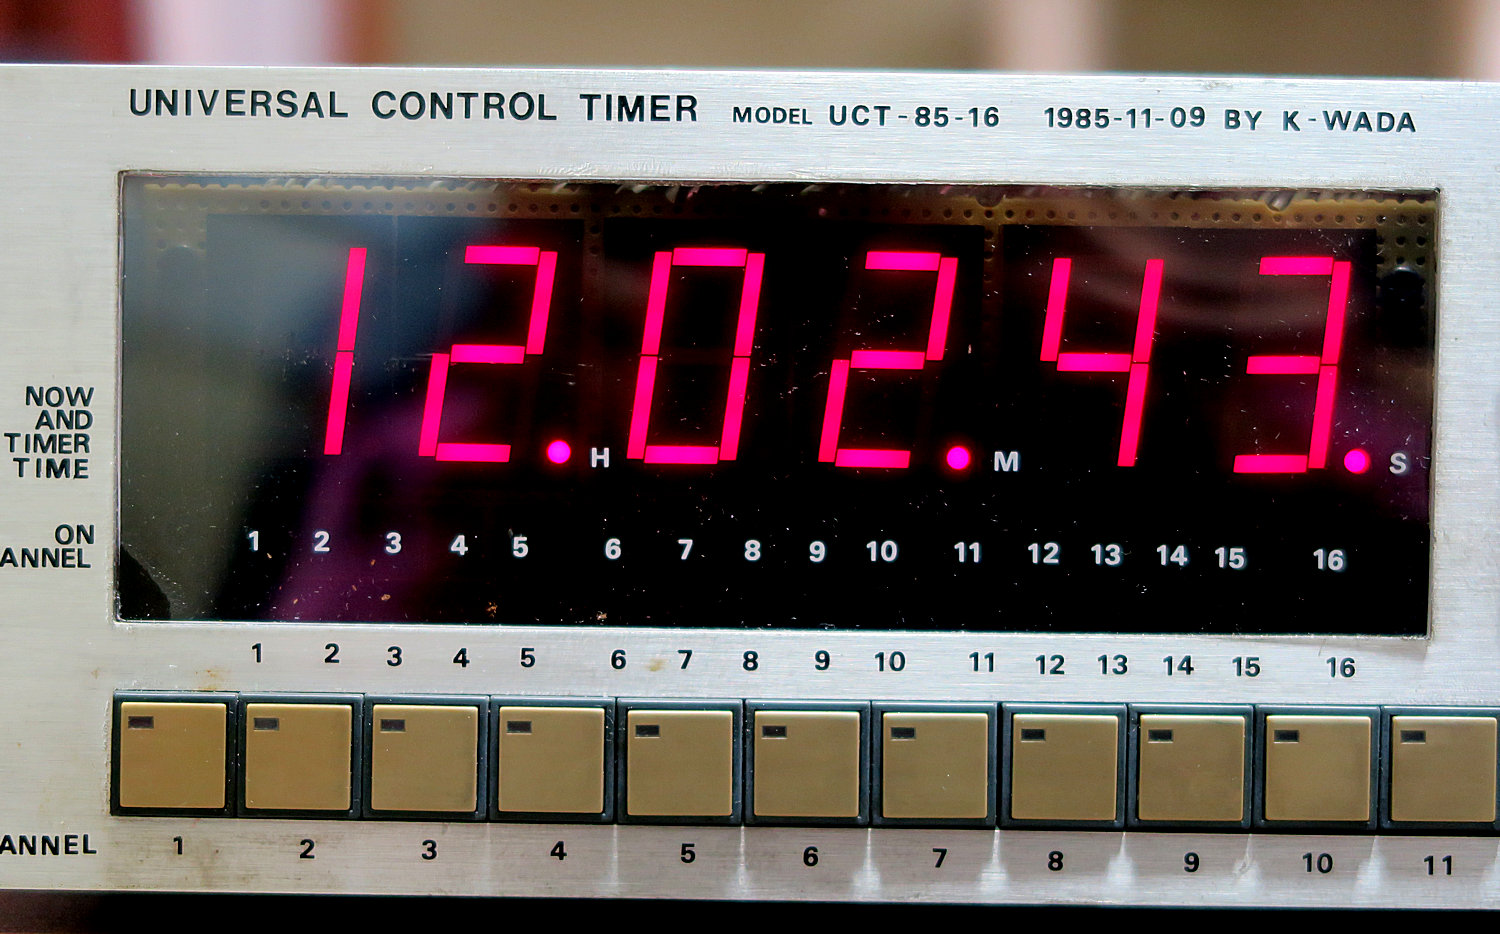 UNIVERSAL CONTROL TIMER MODEL UCT-85-16 1985-11-09 BY K-WADA
12.H 02.M 43.S
NOW
AND
TIMER
TIME
ON
ANNEL
1 2 3 4 5 6 7 8 9 10 11 12 13 14 15 16
1 2 3 4 5 6 7 8 9 10 11 12 13 14 15 16
ANNEL 1 2 3 4 5 6 7 8 9 10 11